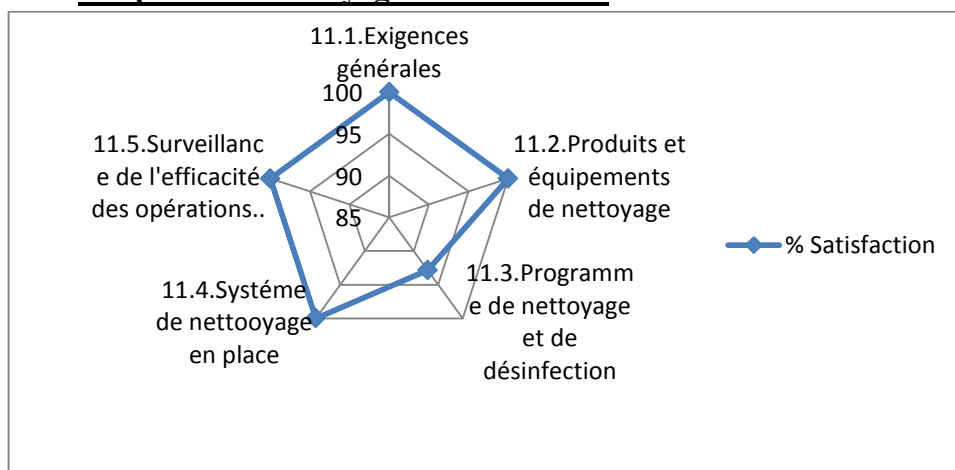 11.1.Exigences
générales
100
95
90
85
11.2.Produits et
équipements
de nettoyage
11.3.Programm
e de nettoyage
et de
désinfection
11.4.Systéme
de nettooyage
en place
11.5.Surveillanc
e de l'efficacité
des opérations..
% Satisfaction